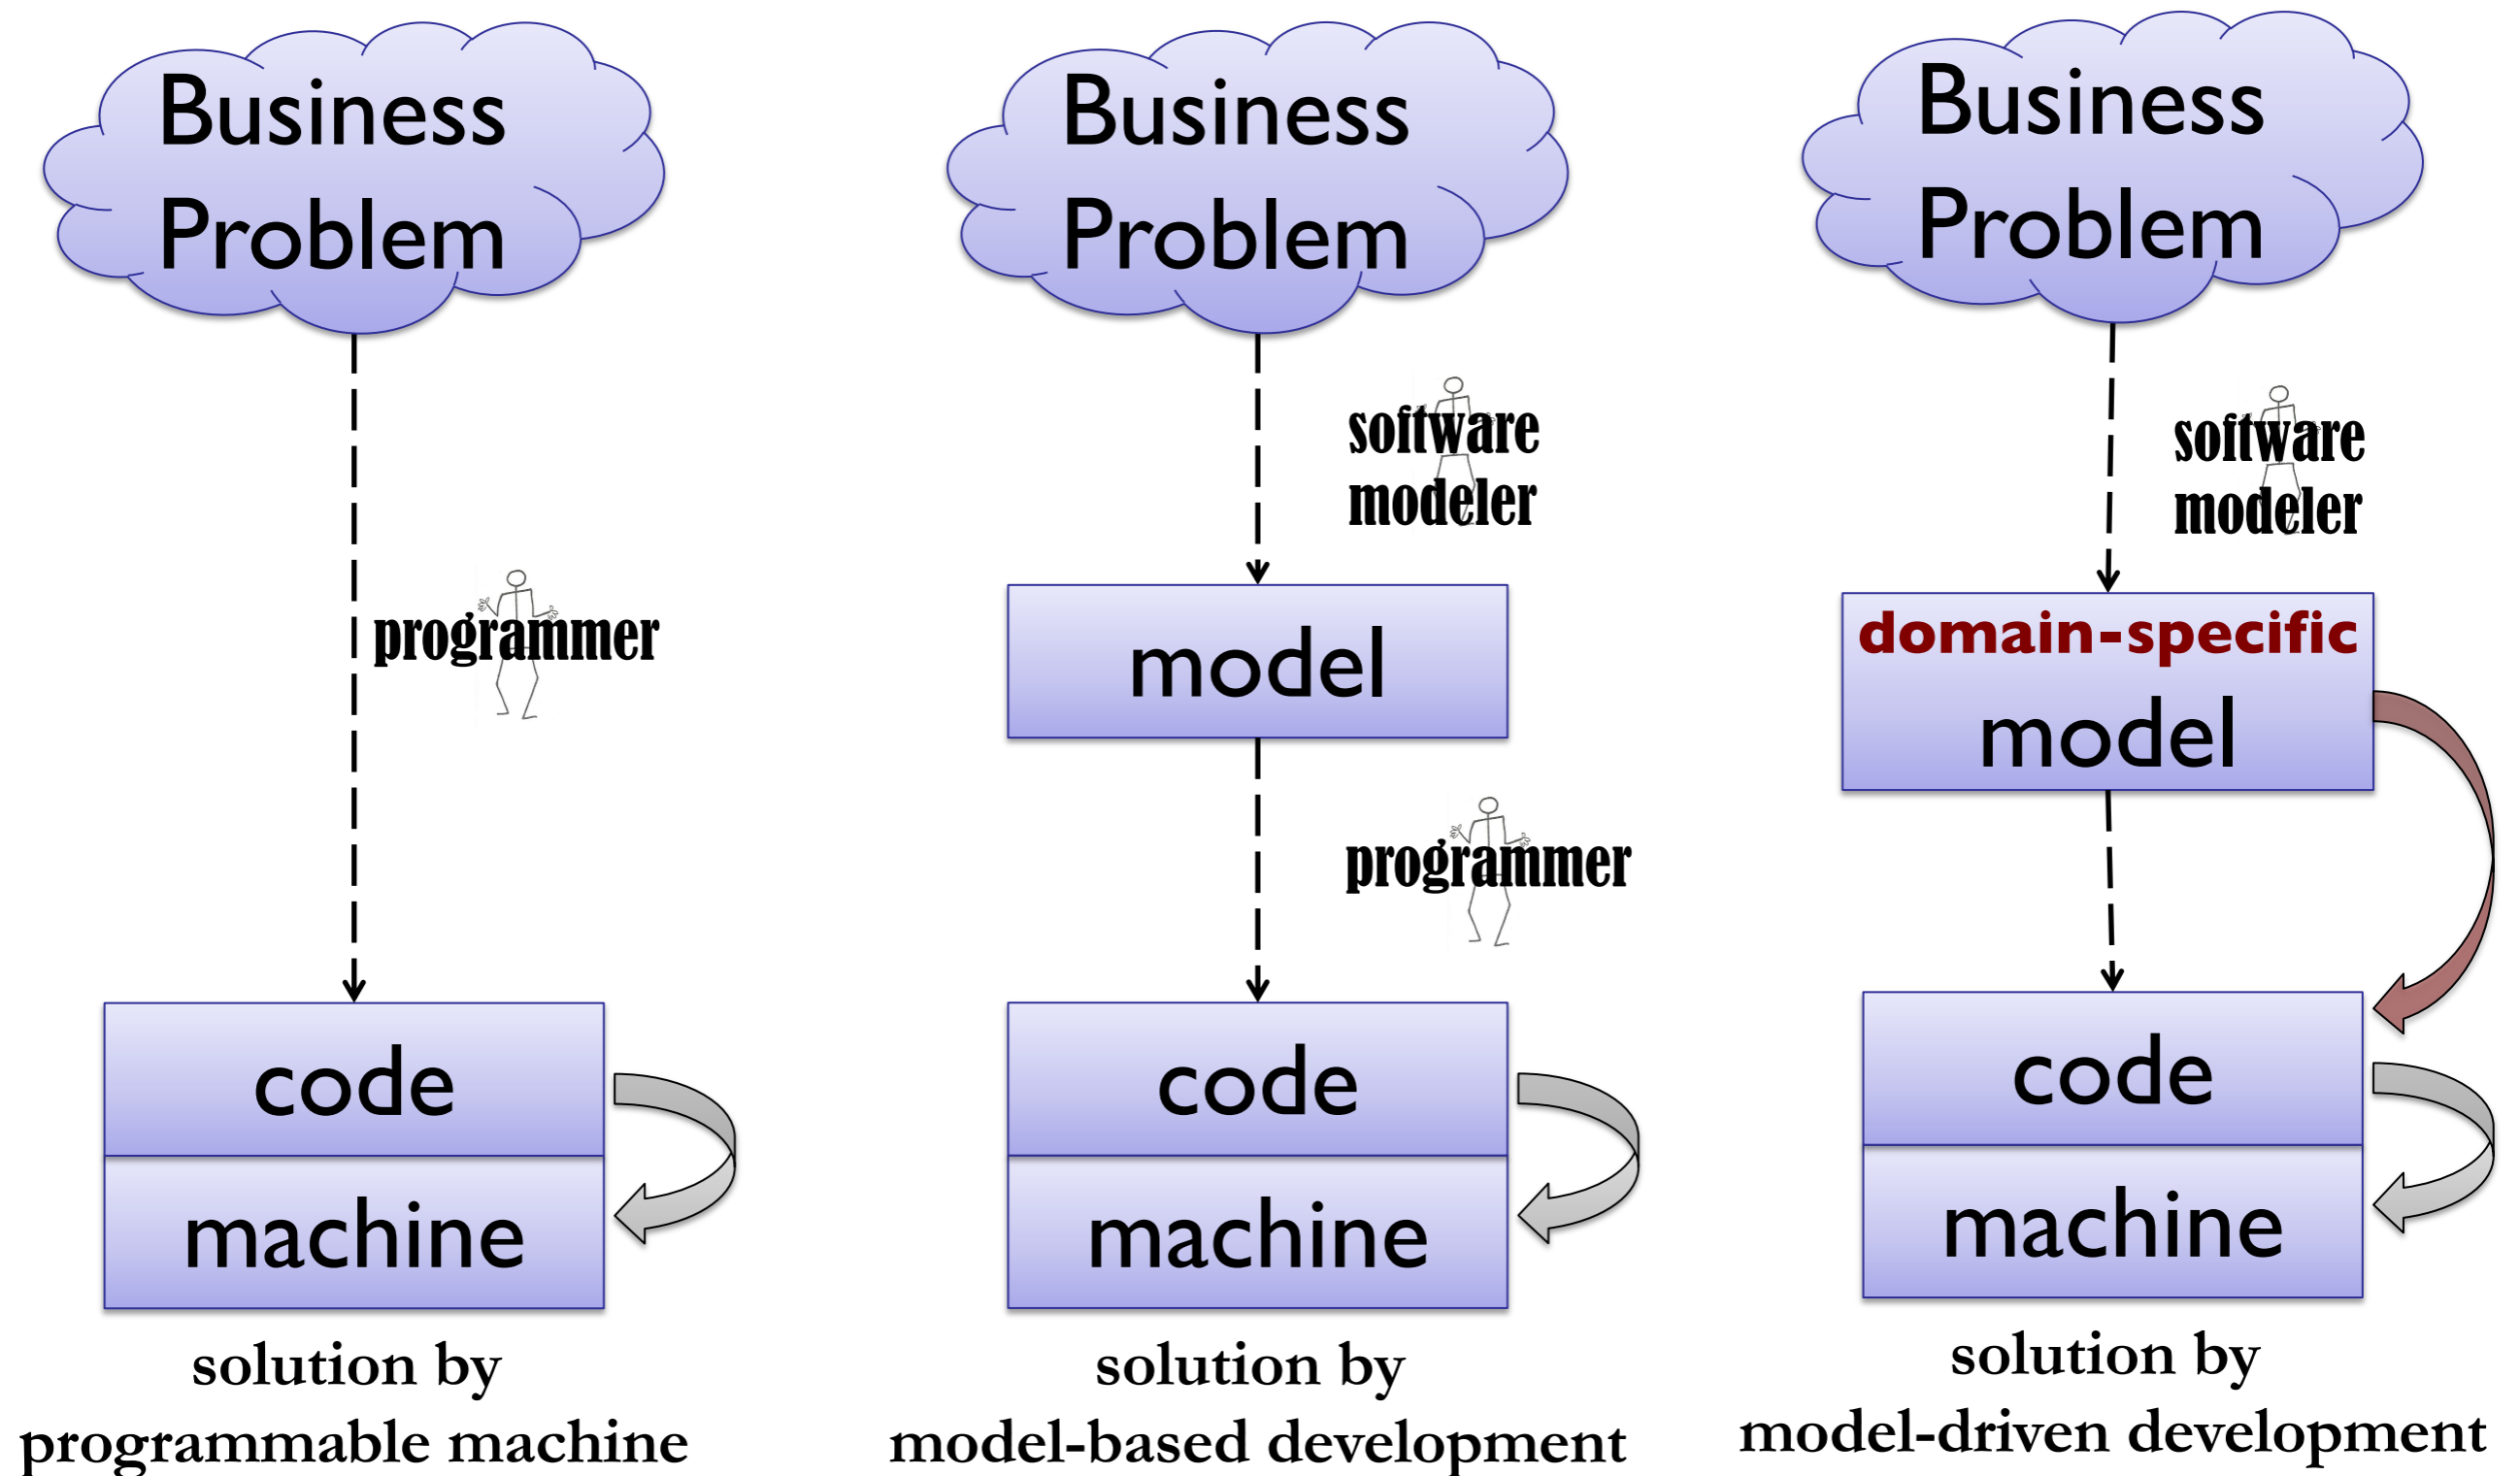 Business
Problem
programmer
code
machine
solution by
programmable machine
Business
Problem
software
modeler
model
programmer
code
machine
solution by
model-based development
Business
Problem
software
modeler
domain-specific
model
code
machine
solution by
model-driven development